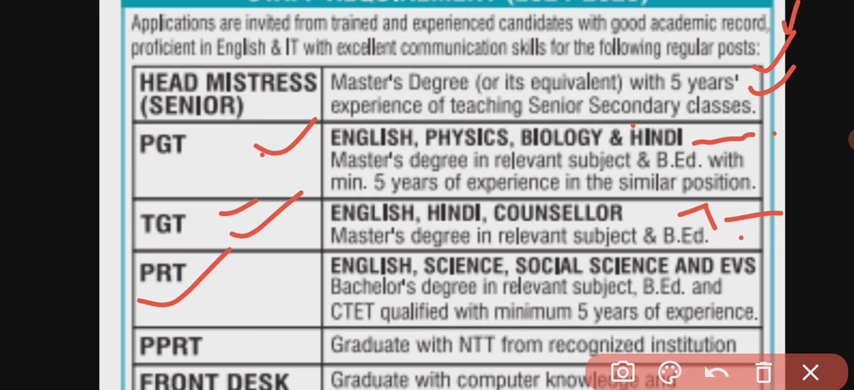 Applications are invited from trained and experienced candidates with good academic record,
proficient in English & IT with excellent communication skills for the following regular posts:
HEAD MISTRESS (SENIOR)
Master's Degree (or its equivalent) with 5 years'
experience of teaching Senior Secondary classes.
PGT
ENGLISH, PHYSICS, BIOLOGY & HINDI
Master's degree in relevant subject & B.Ed. with
min. 5 years of experience in the similar position.
TGT
ENGLISH, HINDI, COUNSELLOR
Master's degree in relevant subject & B.Ed.
PRT
ENGLISH, SCIENCE, SOCIAL SCIENCE AND EVS
Bachelor's degree in relevant subject, B.Ed. and
CTET qualified with minimum 5 years of experience.
PPRT
Graduate with NTT from recognized institution
FRONT DESK
Graduate with computer knowledge